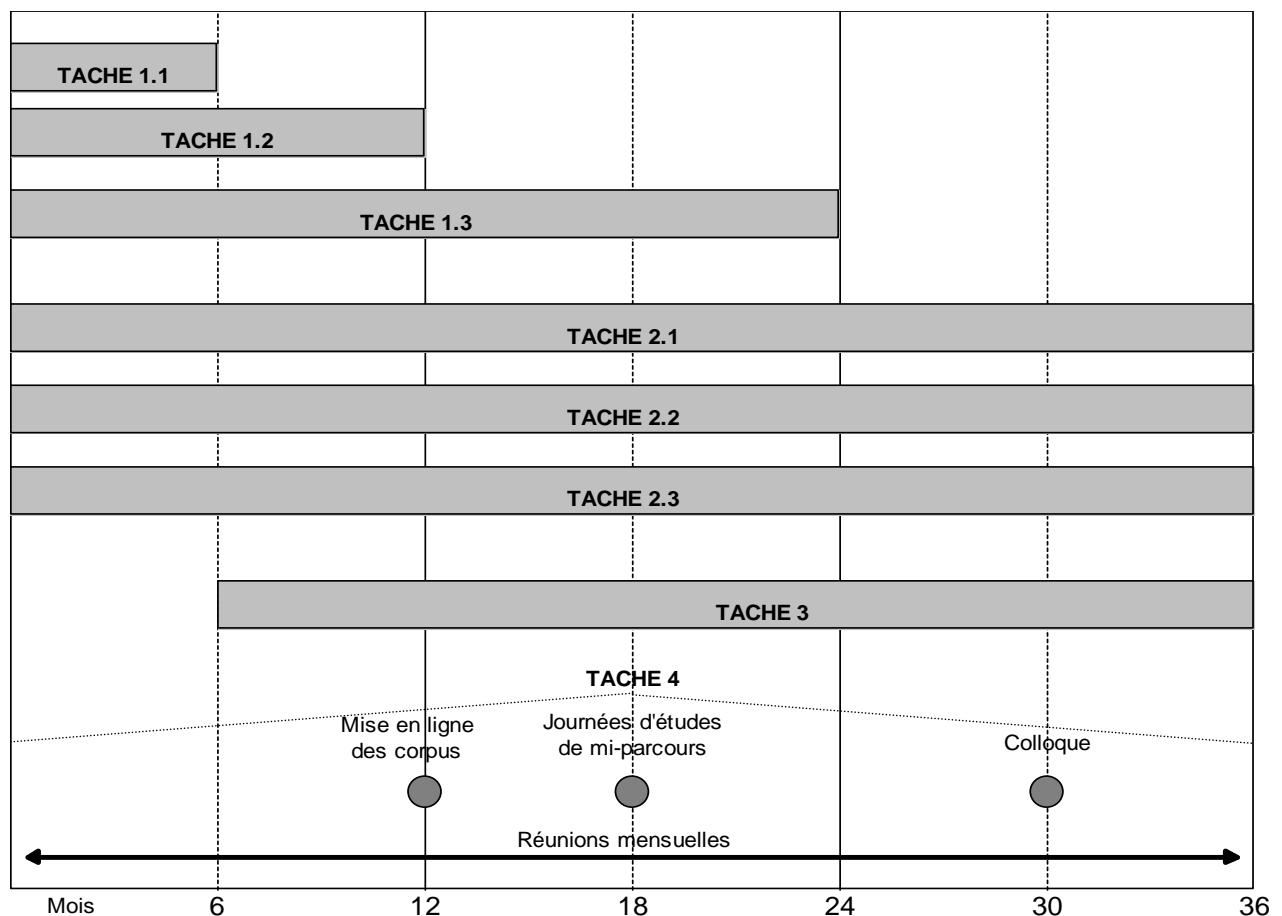 TACHE 1.1
TACHE 1.2
TACHE 1.3
TACHE 2.1
TACHE 2.2
TACHE 2.3
TACHE 3
TACHE 4
Mise en ligne
des corpus
Journées d'études
de mi-parcours
Colloque
Réunions mensuelles
Mois 6 12 18 24 30 36